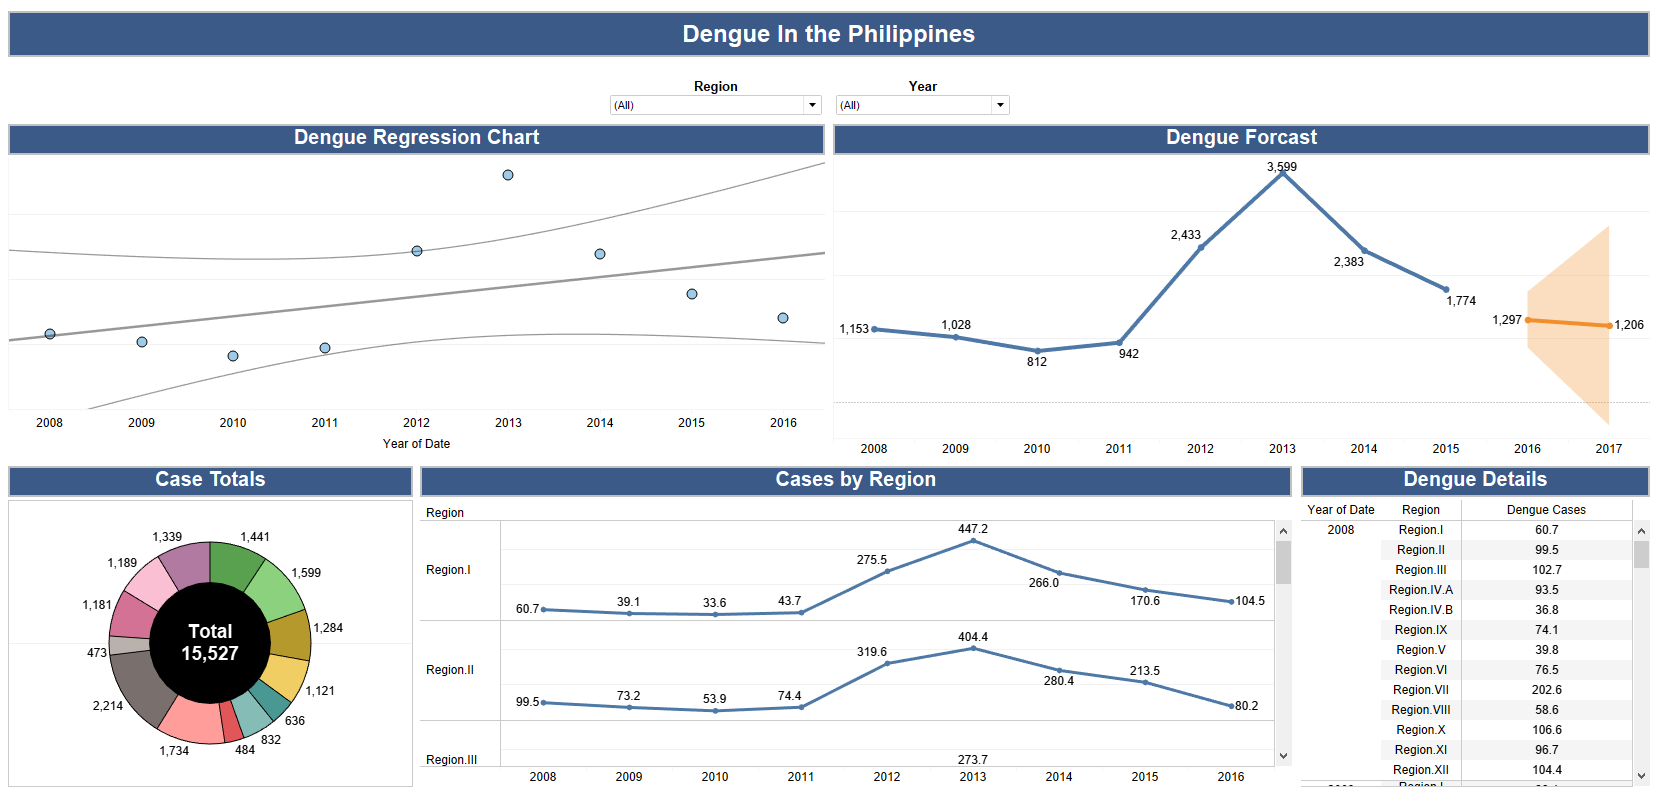 Dengue In the Philippines
Region Year
(All) (All)
Dengue Regression Chart
2008 2009 2010 2011 2012 2013 2014 2015 2016
Year of Date
Dengue Forcast
3,599
2,433
2,383
1,774
1,153
1,028
812
942
1,297
1,206
2008 2009 2010 2011 2012 2013 2014 2015 2016 2017
Case Totals
1,339
1,441
1,189
1,599
1,181
1,284
473
1,121
2,214
636
832
1,734
484
Total
15,527
Cases by Region
Region
Region.I
60.7 39.1 33.6 43.7 275.5 447.2 266.0 170.6 104.5
Region.II
99.5 73.2 53.9 74.4 319.6 404.4 280.4 213.5 80.2
Region.III
273.7
2008 2009 2010 2011 2012 2013 2014 2015 2016
Dengue Details
Year of Date Region Dengue Cases
2008 Region.I 60.7
Region.II 99.5
Region.III 102.7
Region.IV.A 93.5
Region.IV.B 36.8
Region.IX 74.1
Region.V 39.8
Region.VI 76.5
Region.VII 202.6
Region.VIII 58.6
Region.X 106.6
Region.XI 96.7
Region.XII 104.4